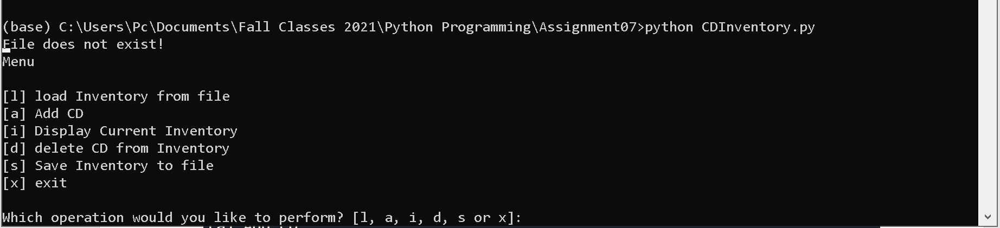 (base) C:\Users\Pc\Documents\Fall Classes 2021\Python Programming\Assignment07>python CDInventory.py
File does not exist!
Menu
[l] load Inventory from file
[a] Add CD
[i] Display Current Inventory
[d] delete CD from Inventory
[s] Save Inventory to file
[x] exit
Which operation would you like to perform? [l, a, i, d, s or x]: